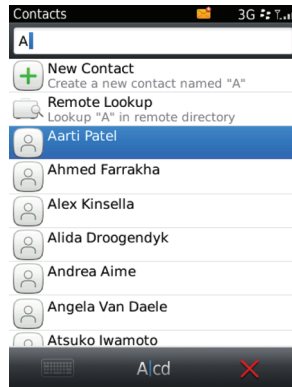 Contacts 3G
A
New Contact
Create a new contact named "A"
Remote Lookup
Lookup "A" in remote directory
Aarti Patel
Ahmed Farrakha
Alex Kinsella
Alida Droogendyk
Andrea Aime
Angela Van Daele
Atsuko Iwamoto
A|cd